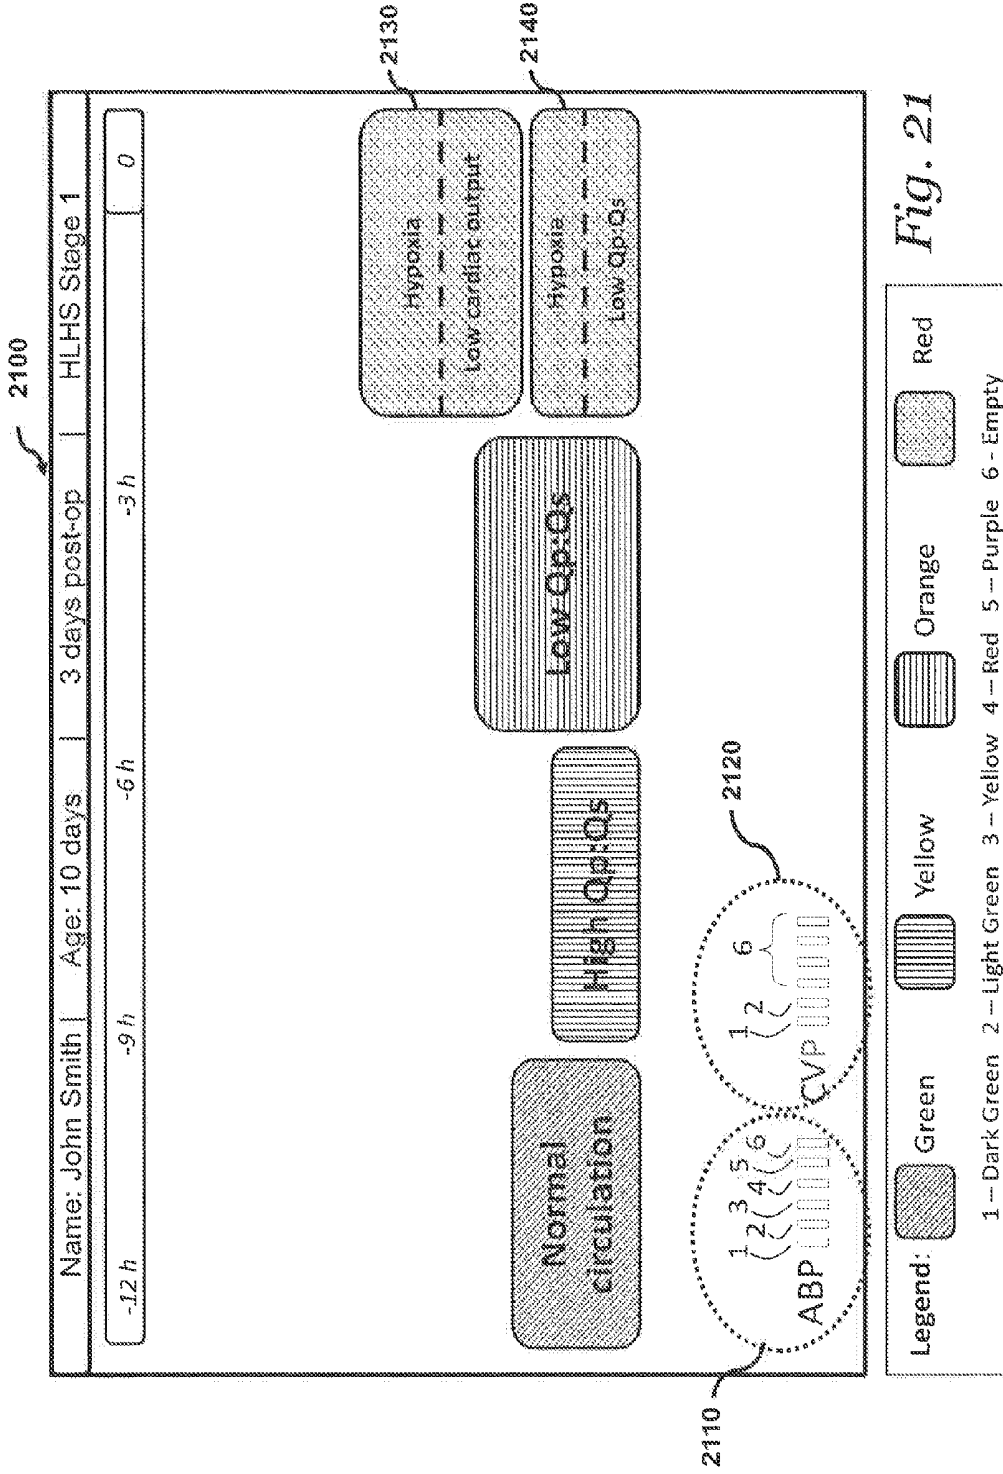 2100
Name: John Smith | Age: 10 days | 3 days post-op | HLHS Stage 1
-12 h -9 h -6 h -3 h 0
2130
Hypoxia
Low cardiac output
2140
Hypoxia
Low Qp:Qs
Low Qp:Qs
High Qp:Qs
Normal
circulation
2110
1 2 3 4 5 6
ABP
2120
1 2 6
CVP
Legend: Green Yellow Orange Red
1 – Dark Green 2 – Light Green 3 – Yellow 4 – Red 5 – Purple 6 - Empty
Fig. 21